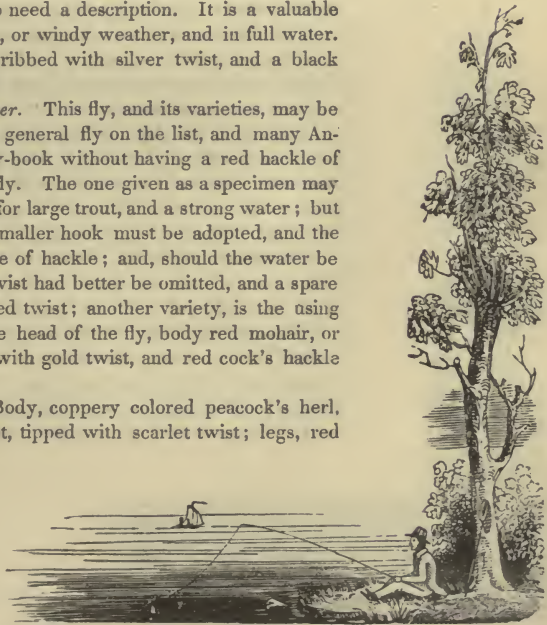 need a description. It is a valuable
, or windy weather, and in full water.
ribbed with silver twist, and a black
er. This fly, and its varieties, may be
general fly on the list, and many An-
-book without having a red hackle of
ly. The one given as a specimen may
for large trout, and a strong water; but
maller hook must be adopted, and the
e of hackle; and, should the water be
wist had better be omitted, and a spare
ed twist; another variety, is the using
e head of the fly, body red mohair, or
with gold twist, and red cock's hackle
Body, coppery colored peacock's herl,
t, tipped with scarlet twist; legs, red